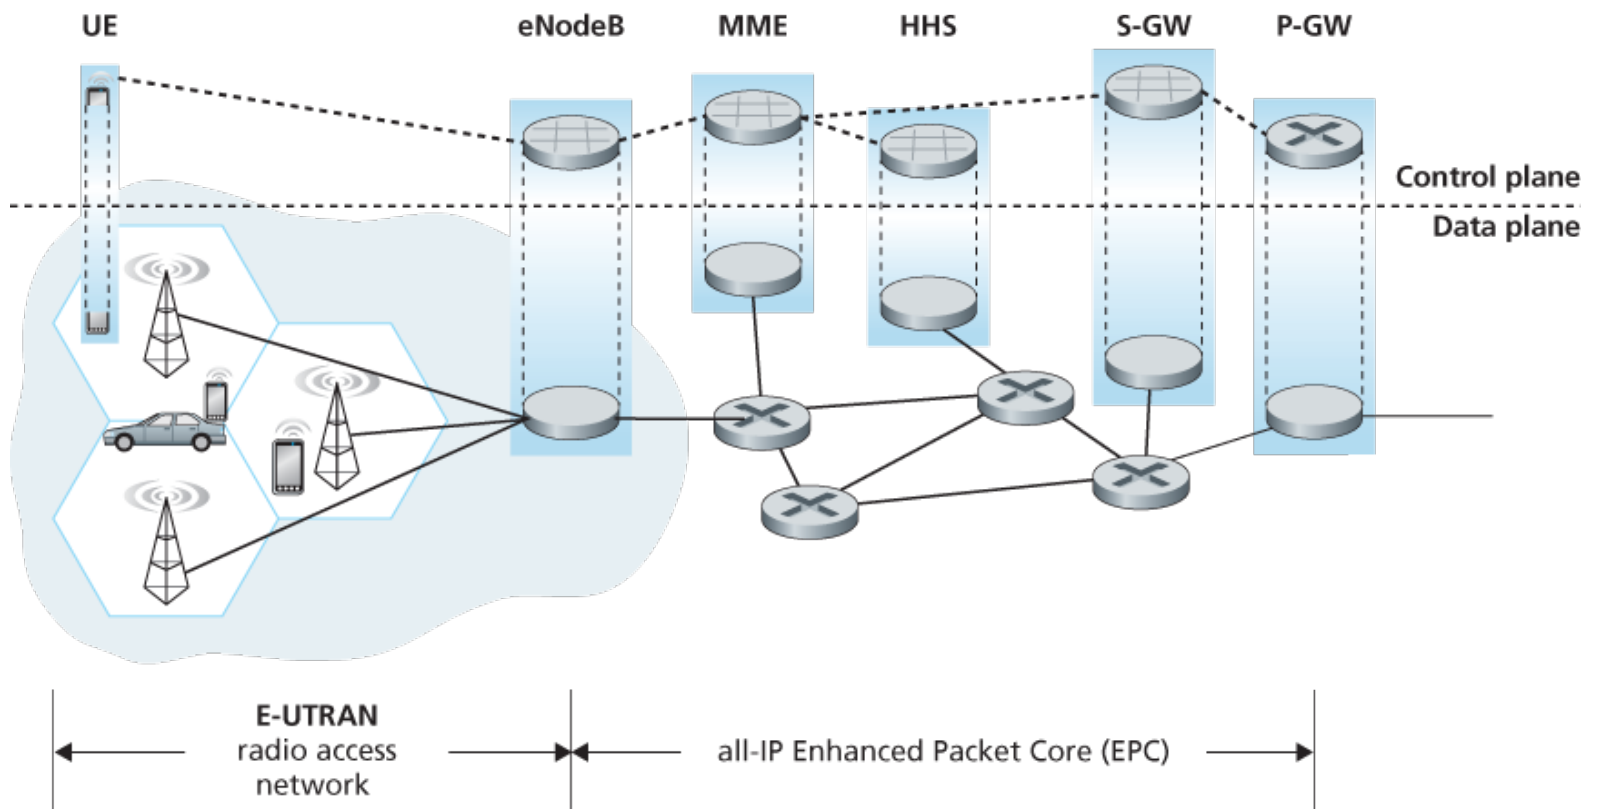 UE
eNodeB
MME
HHS
S-GW
P-GW
Control plane
Data plane
E-UTRAN
radio access
network
all-IP Enhanced Packet Core (EPC)